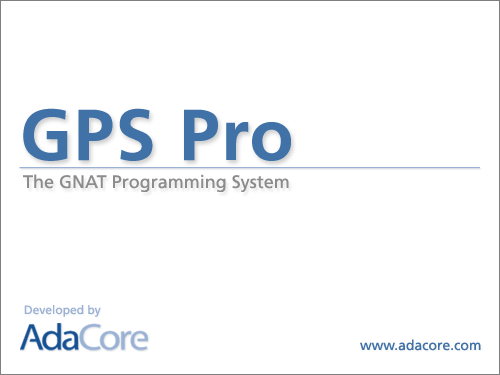 GPS Pro
The GNAT Programming System
Developed by
AdaCore
www.adacore.com